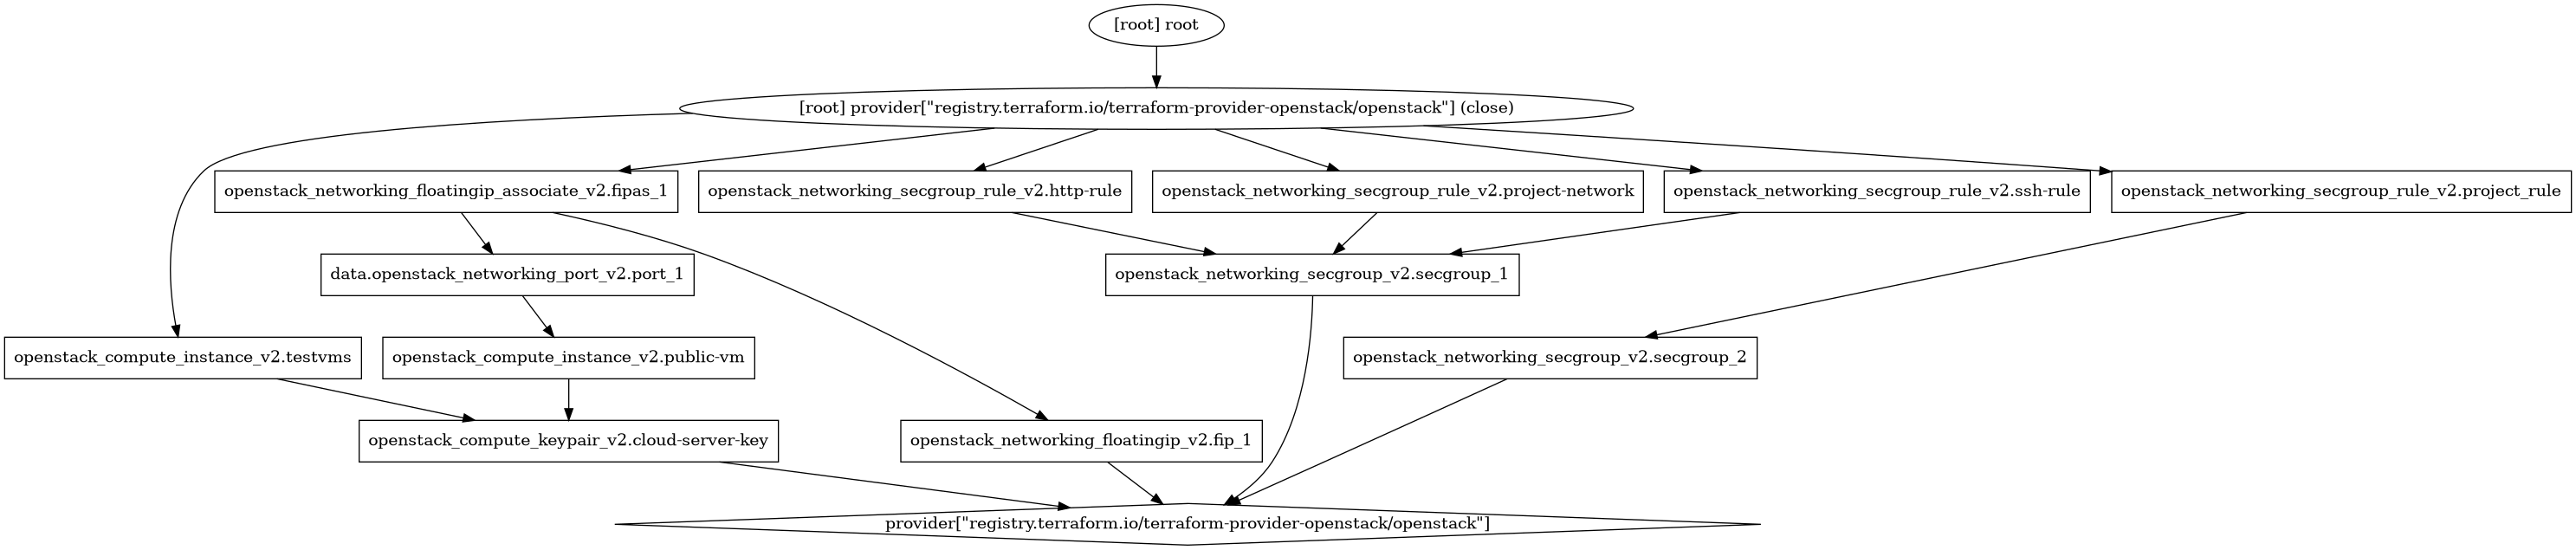 [root] root
[root] provider["registry.terraform.io/terraform-provider-openstack/openstack"] (close)
openstack_networking_floatingip_associate_v2.fipas_1
openstack_networking_secgroup_rule_v2.http-rule
openstack_networking_secgroup_rule_v2.project-network
openstack_networking_secgroup_rule_v2.ssh-rule
openstack_networking_secgroup_rule_v2.project_rule
data.openstack_networking_port_v2.port_1
openstack_networking_secgroup_v2.secgroup_1
openstack_compute_instance_v2.testvms
openstack_compute_instance_v2.public-vm
openstack_networking_secgroup_v2.secgroup_2
openstack_compute_keypair_v2.cloud-server-key
openstack_networking_floatingip_v2.fip_1
provider["registry.terraform.io/terraform-provider-openstack/openstack"]